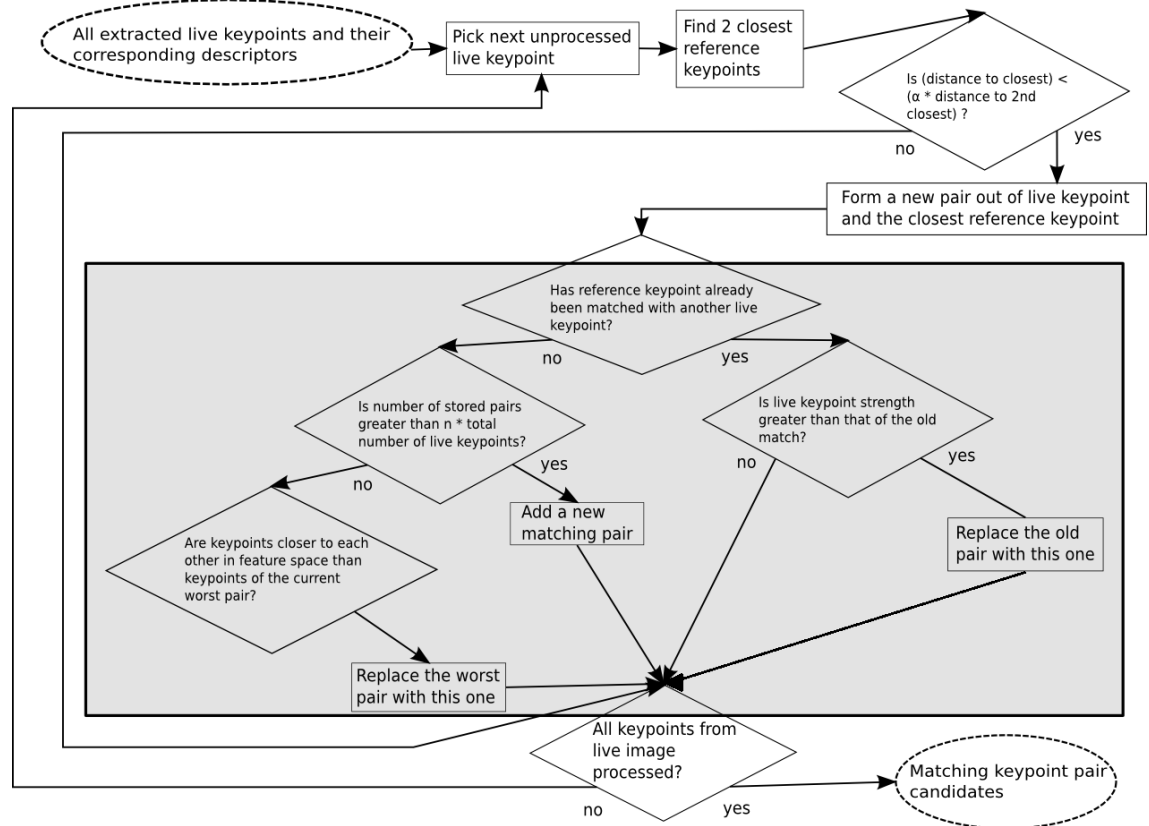 All extracted live keypoints and their
corresponding descriptors
Pick next unprocessed
live keypoint
Find 2 closest
reference
keypoints
Is (distance to closest) <
(α * distance to 2nd
closest) ?
no
yes
Form a new pair out of live keypoint
and the closest reference keypoint
Has reference keypoint already
been matched with another live
keypoint?
no
yes
Is number of stored pairs
greater than n * total
number of live keypoints?
Is live keypoint strength
greater than that of the old
match?
no
yes
no
yes
Are keypoints closer to each
other in feature space than
keypoints of the current
worst pair?
Add a new
matching pair
Replace the old
pair with this one
Replace the worst
pair with this one
All keypoints from
live image
processed?
no
yes
Matching keypoint pair
candidates